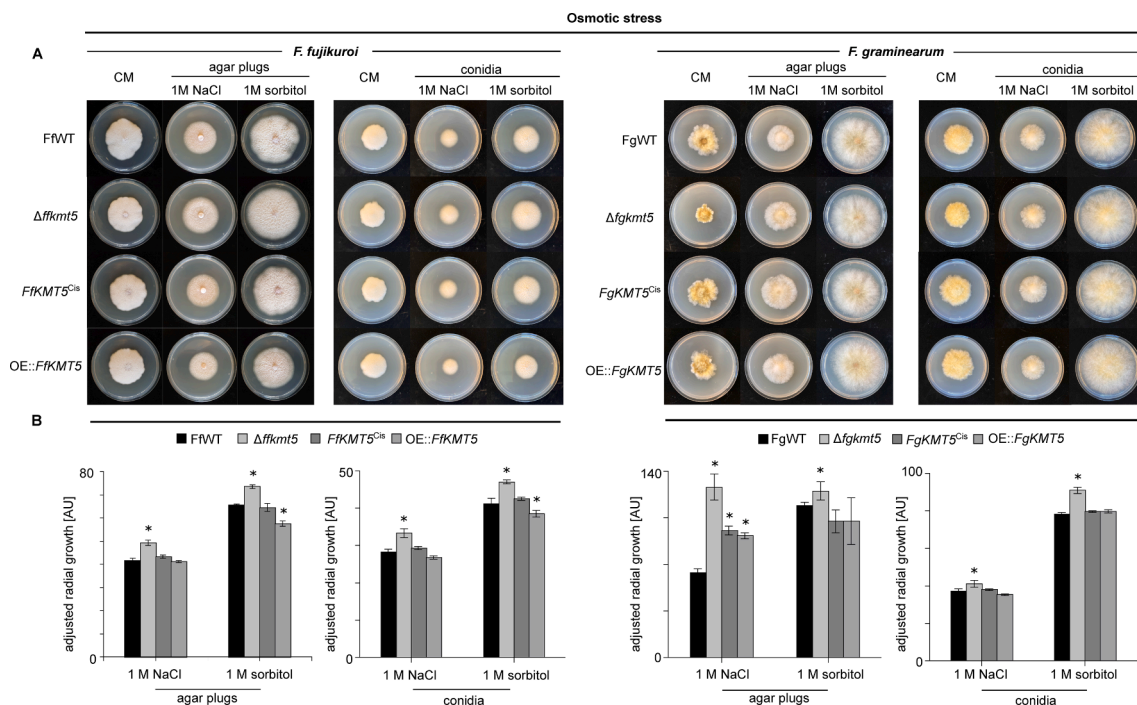 Osmotic stress
A
F. fujikuroi
F. graminearum
agar plugs
conidia
agar plugs
conidia
CM
1M NaCl
1M sorbitol
CM
1M NaCl
1M sorbitol
CM
1M NaCl
1M sorbitol
CM
1M NaCl
1M sorbitol
FfWT
Δffkmt5
FfKMT5Cis
OE::FfKMT5
FgWT
Δfgkmt5
FgKMT5Cis
OE::FgKMT5
B
FfWT Δffkmt5 FfKMT5Cis OE::FfKMT5
FgWT Δfgkmt5 FgKMT5Cis OE::FgKMT5
adjusted radial growth [AU]
80
0
* * *
1 M NaCl
1 M sorbitol
agar plugs
adjusted radial growth [AU]
50
0
* * *
1 M NaCl
1 M sorbitol
conidia
adjusted radial growth [AU]
140
0
* * * *
1 M NaCl
1 M sorbitol
agar plugs
adjusted radial growth [AU]
100
0
* *
1 M NaCl
1 M sorbitol
conidia